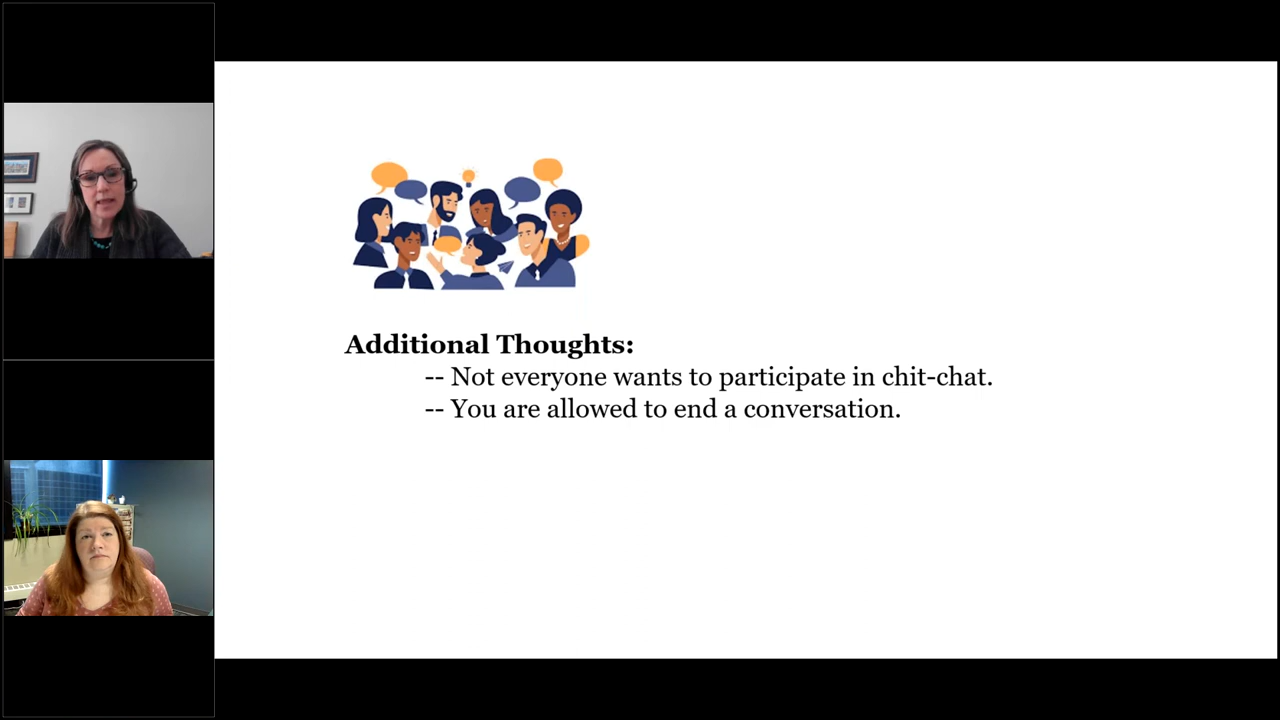 Additional Thoughts:
-- Not everyone wants to participate in chit-chat.
-- You are allowed to end a conversation.